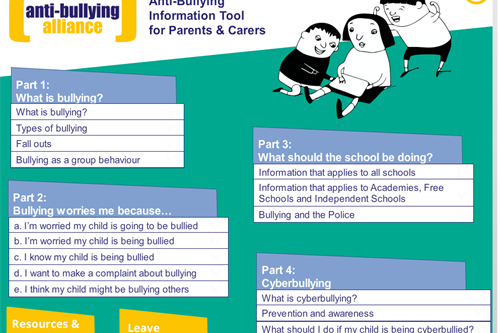 anti-bullying
alliance
Anti-Bullying
Information Tool
for Parents & Carers
Part 1:
What is bullying?
What is bullying?
Types of bullying
Fall outs
Bullying as a group behaviour
Part 2:
Bullying worries me because…
a. I'm worried my child is going to be bullied
b. I'm worried my child is being bullied
c. I know my child is being bullied
d. I want to make a complaint about bullying
e. I think my child might be bullying others
Part 3:
What should the school be doing?
Information that applies to all schools
Information that applies to Academies, Free
Schools and Independent Schools
Bullying and the Police
Part 4:
Cyberbullying
What is cyberbullying?
Prevention and awareness
What should I do if my child is being cyberbullied?
Resources &
Leave